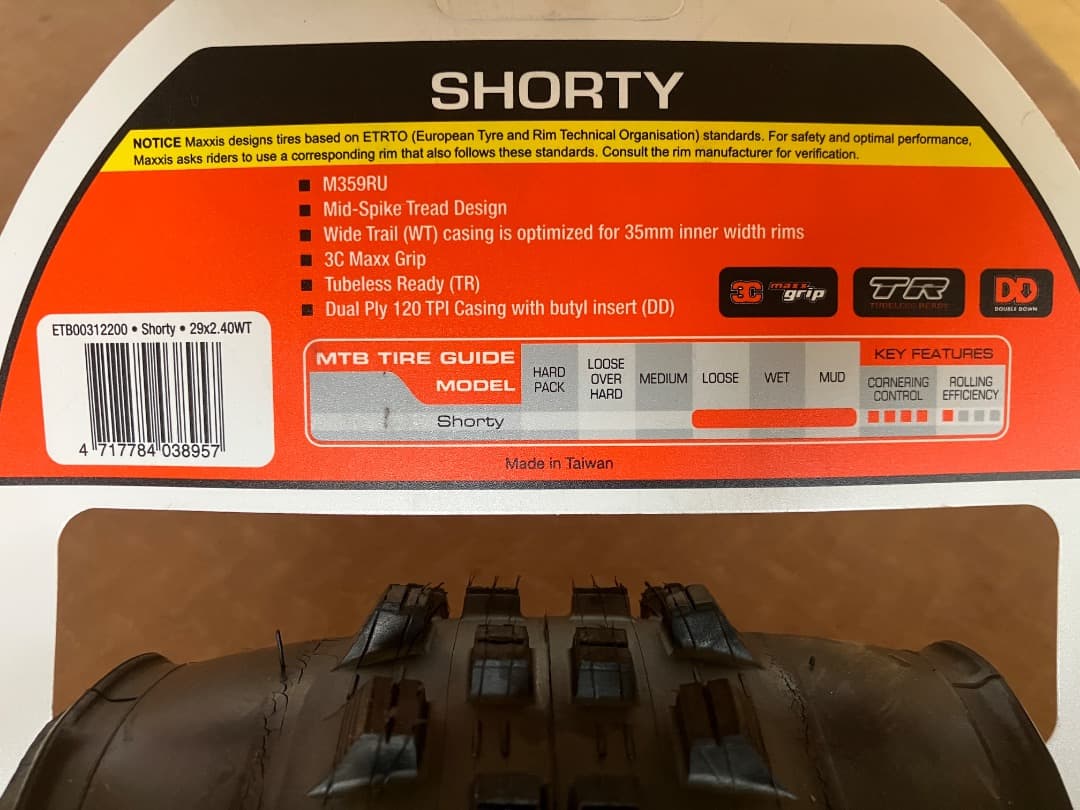 SHORTY
NOTICE Maxxis designs tires based on ETRTO (European Tyre and Rim Technical Organisation) standards. For safety and optimal performance,
Maxxis asks riders to use a corresponding rim that also follows these standards. Consult the rim manufacturer for verification.
■ M359RU
■ Mid-Spike Tread Design
■ Wide Trail (WT) casing is optimized for 35mm inner width rims
■ 3C Maxx Grip
■ Tubeless Ready (TR)
■ Dual Ply 120 TPI Casing with butyl insert (DD)
3C maxx grip
TR
TUBELESS READY
DD
DOUBLE DOWN
ETB00312200 • Shorty • 29x2.40WT
4 717784 038957
MTB TIRE GUIDE
MODEL
HARD PACK
LOOSE OVER HARD
MEDIUM
LOOSE
WET
MUD
KEY FEATURES
CORNERING CONTROL
ROLLING EFFICIENCY
Shorty
Made in Taiwan